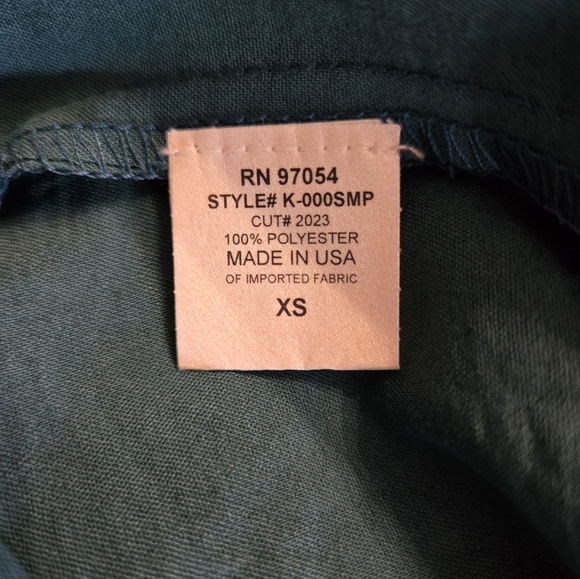 RN 97054
STYLE# K-000SMP
CUT# 2023
100% POLYESTER
MADE IN USA
OF IMPORTED FABRIC
XS